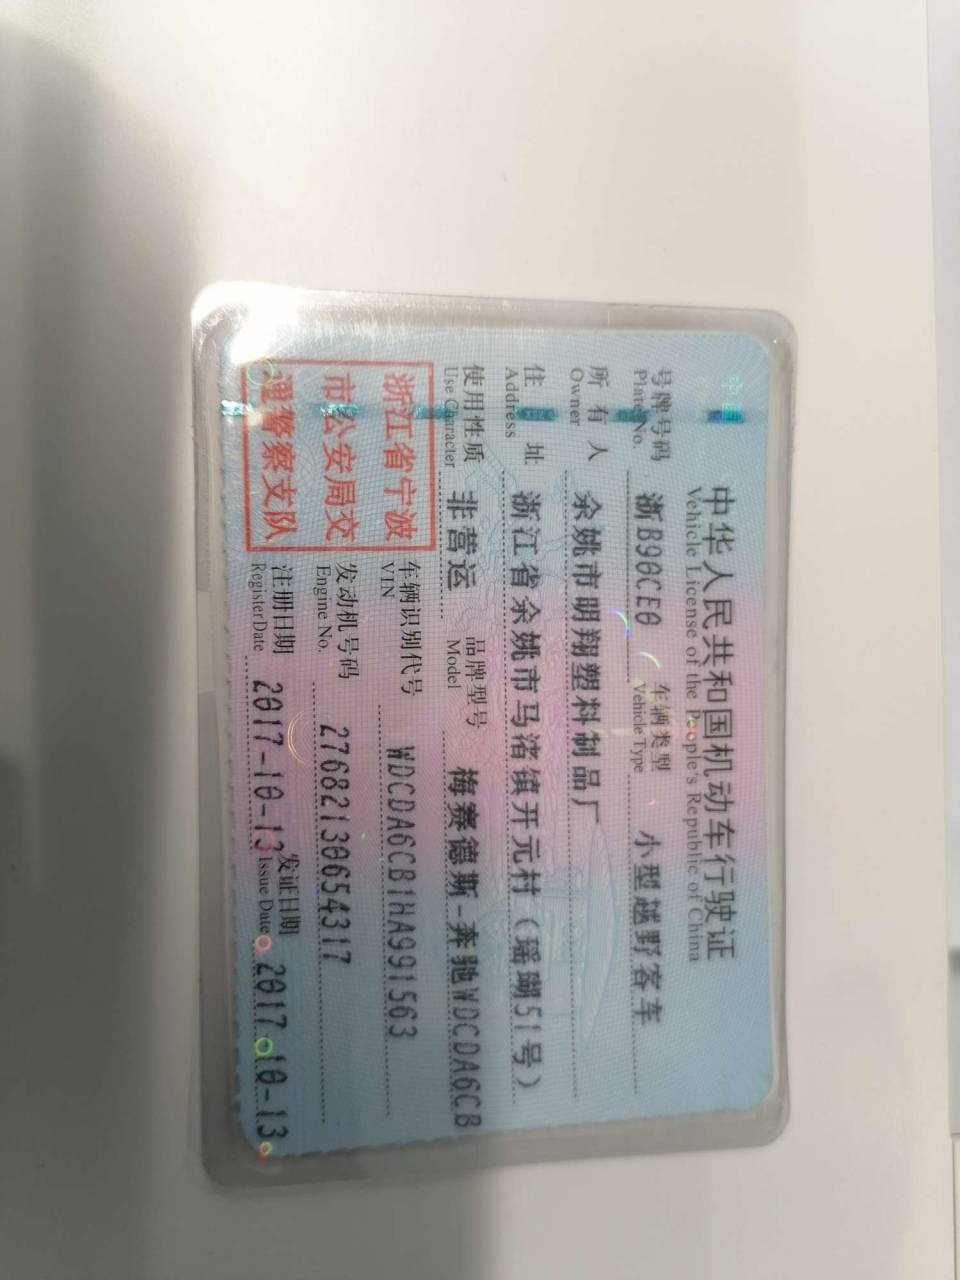 中华人民共和国机动车行驶证
Vehicle License of the People's Republic of China
号牌号码 浙B90CE0 车辆类型 小型越野客车
Plate No. Vehicle Type
所有人 余姚市明翔塑料制品厂
Owner
住址 浙江省余姚市马渚镇开元村（瑶瑚51号）
Address
使用性质 非营运 品牌型号 梅赛德斯-奔驰WDCDA6CB
Use Character Model
浙江省宁波
市公安局交
通警察支队
车辆识别代号 WDCDA6CB1HA991563
VIN
发动机号码 27682130654317
Engine No.
注册日期 2017-10-13 发证日期 2017-10-13
Register Date Issue Date